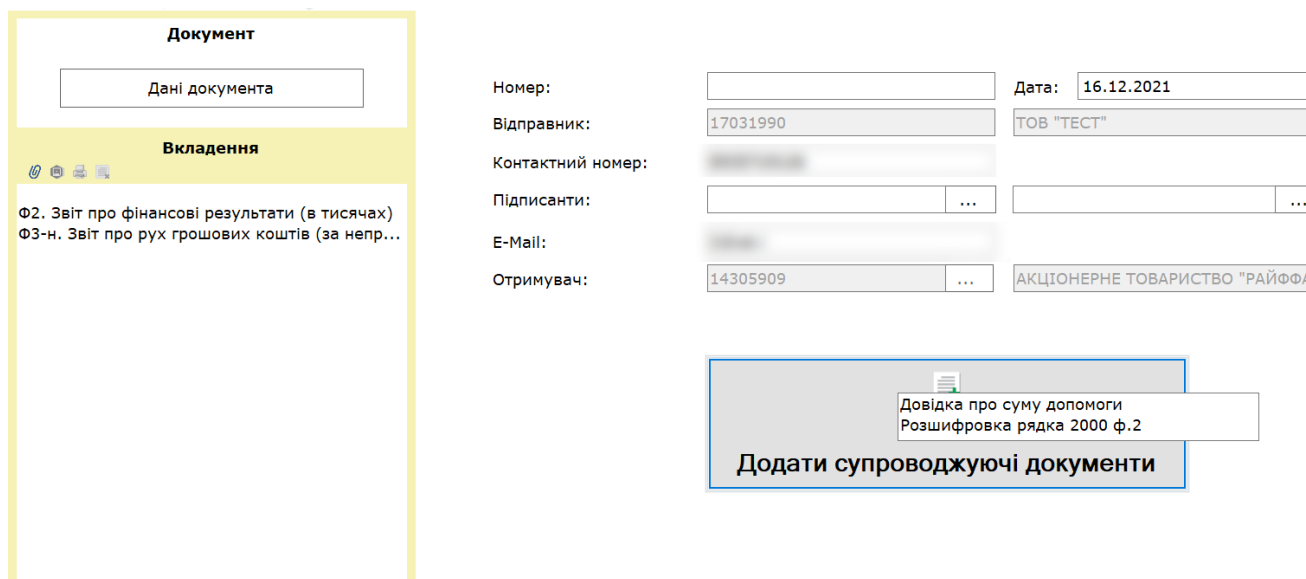 Документ
Дані документа
Вкладення
Ф2. Звіт про фінансові результати (в тисячах)
Ф3-н. Звіт про рух грошових коштів (за непр...
Номер:
Дата: 16.12.2021
Відправник: 17031990 ТОВ "ТЕСТ"
Контактний номер:
Підписанти: ... ...
E-Mail:
Отримувач: 14305909 ... АКЦІОНЕРНЕ ТОВАРИСТВО "РАЙФФА
Довідка про суму допомоги
Розшифровка рядка 2000 ф.2
Додати супроводжуючі документи